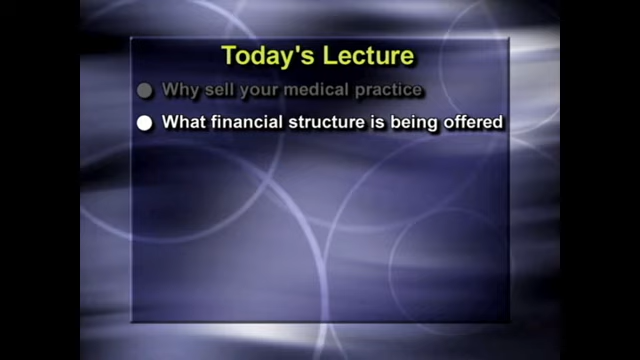 Today's Lecture
Why sell your medical practice
What financial structure is being offered